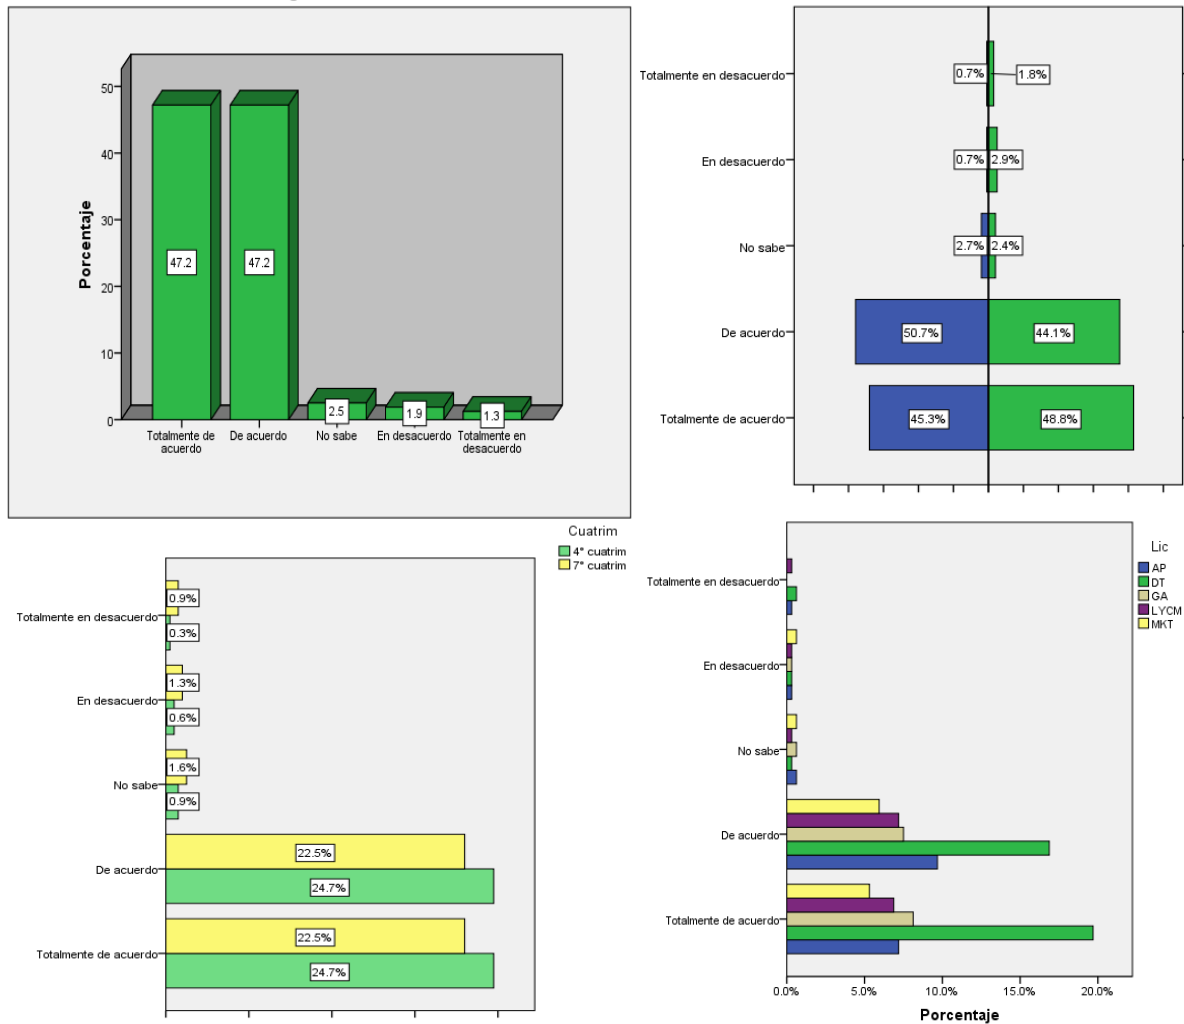 Porcentaje
50
40
30
20
10
0
47.2
47.2
2.5
1.9
1.3
Totalmente de acuerdo
De acuerdo
No sabe
En desacuerdo
Totalmente en desacuerdo
Totalmente en desacuerdo
0.7%
1.8%
En desacuerdo
0.7%
2.9%
No sabe
2.7%
2.4%
De acuerdo
50.7%
44.1%
Totalmente de acuerdo
45.3%
48.8%
Cuatrim
4° cuatrim
7° cuatrim
Totalmente en desacuerdo
0.9%
0.3%
En desacuerdo
1.3%
0.6%
No sabe
1.6%
0.9%
De acuerdo
22.5%
24.7%
Totalmente de acuerdo
22.5%
24.7%
Lic
AP
DT
GA
LYCM
MKT
Totalmente en desacuerdo
En desacuerdo
No sabe
De acuerdo
Totalmente de acuerdo
0.0%
5.0%
10.0%
15.0%
20.0%
Porcentaje